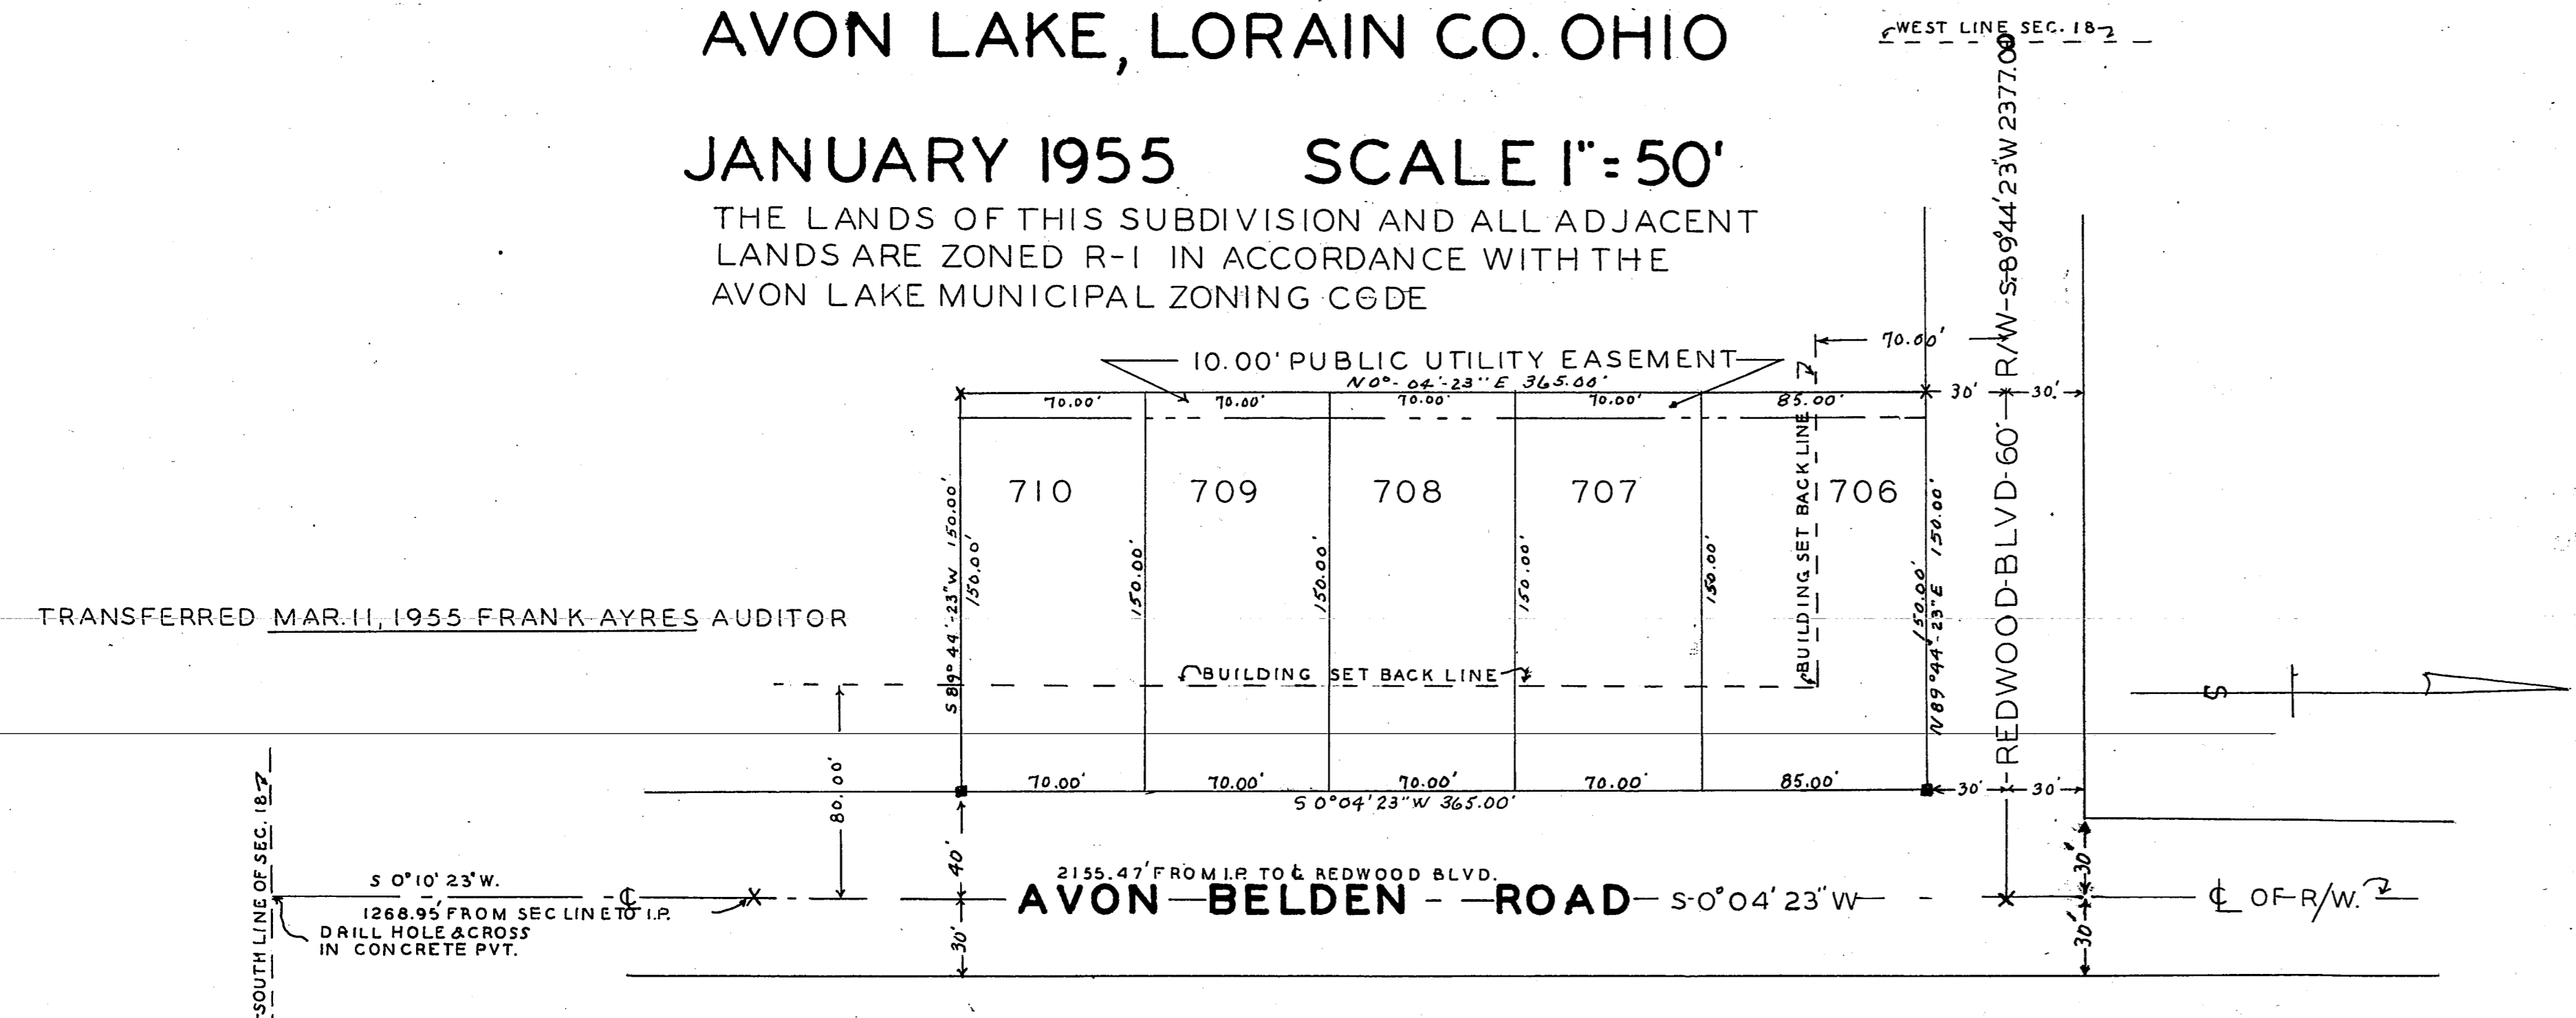 AVON LAKE, LORAIN CO. OHIO
WEST LINE SEC. 18
JANUARY 1955 SCALE 1"=50'
THE LANDS OF THIS SUBDIVISION AND ALL ADJACENT
LANDS ARE ZONED R-1 IN ACCORDANCE WITH THE
AVON LAKE MUNICIPAL ZONING CODE
R/W-S.89°44'23"W 2377.00
70.00'
10.00' PUBLIC UTILITY EASEMENT
N 0°-04'-23" E 365.00'
70.00' 70.00' 70.00' 70.00' 85.00'
30' 30.'
710 709 708 707 706
BUILDING SET BACK LINE
S 89°44'-23"W 150.00'
150.00' 150.00' 150.00' 150.00' 150.00' 150.00'
N 89°44'-23"E 150.00'
REDWOOD-BLVD-60'
TRANSFERRED MAR. 11, 1955 FRANK AYRES AUDITOR
BUILDING SET BACK LINE
S
80.00'
70.00' 70.00' 70.00' 70.00' 85.00'
30' 30'
S 0°04'23"W 365.00'
SOUTH LINE OF SEC. 18
S 0°10'23"W.
℄
1268.95' FROM SEC LINE TO I.P.
DRILL HOLE & CROSS
IN CONCRETE PVT.
40'
30'
2155.47' FROM I.P. TO ℄ REDWOOD BLVD.
AVON BELDEN ROAD S-0°04'23"W
30'
30'
℄ OF R/W.